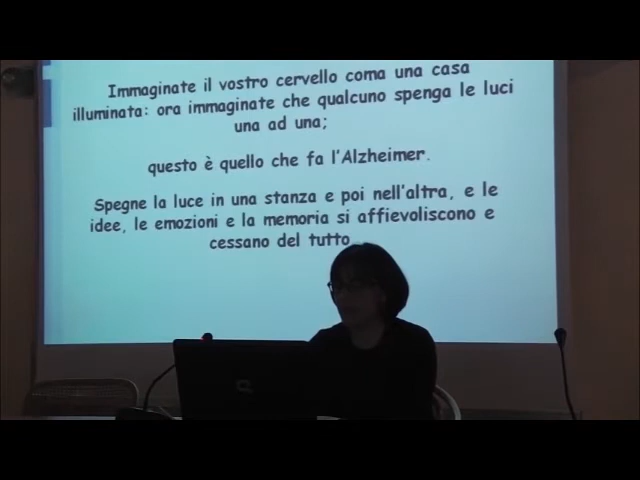 Immaginate il vostro cervello coma una casa
illuminata: ora immaginate che qualcuno spenga le luci
una ad una;
questo è quello che fa l'Alzheimer.
Spegne la luce in una stanza e poi nell'altra, e le
idee, le emozioni e la memoria si affievoliscono e
cessano del tutto